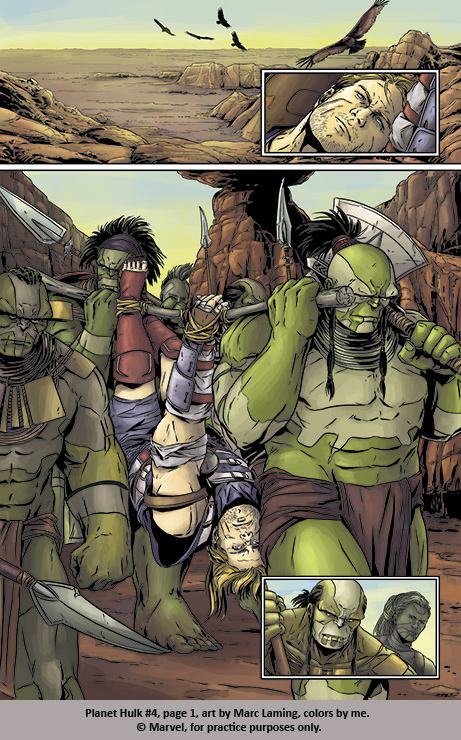 Planet Hulk #4, page 1, art by Marc Laming, colors by me.
© Marvel, for practice purposes only.